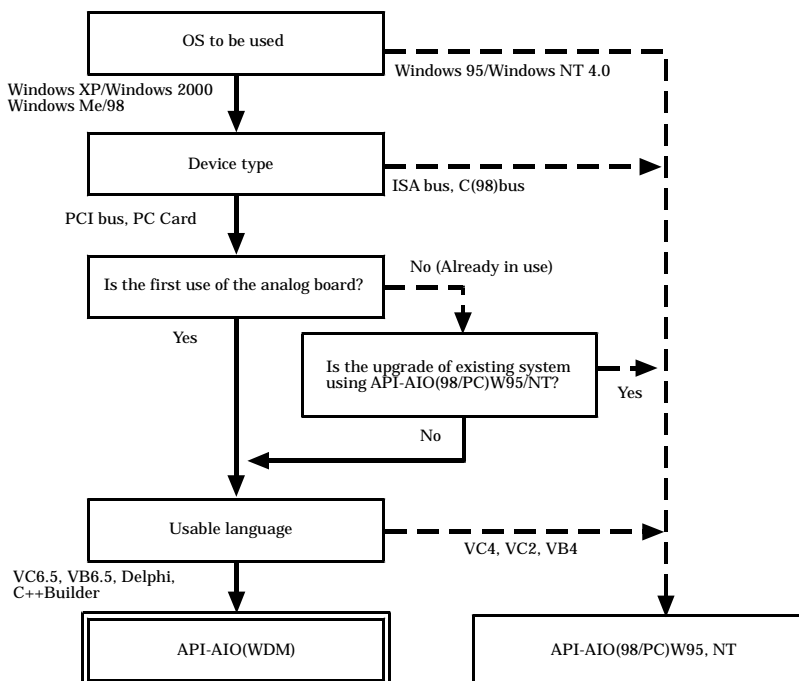 OS to be used
Windows 95/Windows NT 4.0
Windows XP/Windows 2000
Windows Me/98
Device type
ISA bus, C(98)bus
PCI bus, PC Card
No (Already in use)
Is the first use of the analog board?
Yes
Is the upgrade of existing system
using API-AIO(98/PC)W95/NT?
Yes
No
Usable language
VC4, VC2, VB4
VC6.5, VB6.5, Delphi,
C++Builder
API-AIO(WDM)
API-AIO(98/PC)W95, NT